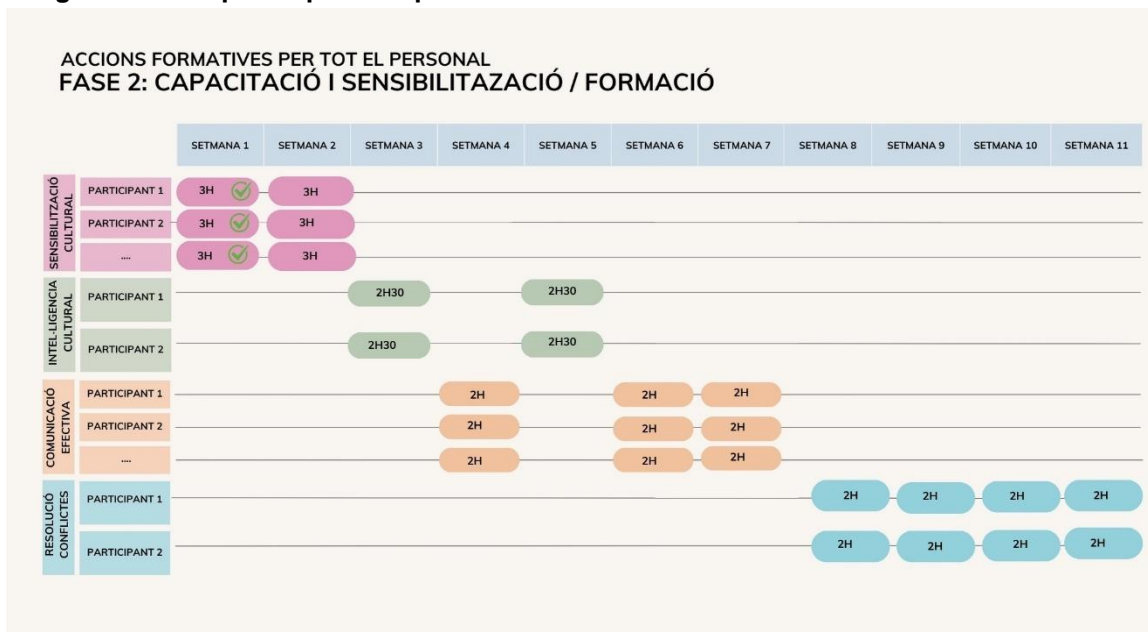 ACCIONS FORMATIVES PER TOT EL PERSONAL
FASE 2: CAPACITACIÓ I SENSIBILITAZACIÓ / FORMACIÓ
SETMANA 1 SETMANA 2 SETMANA 3 SETMANA 4 SETMANA 5 SETMANA 6 SETMANA 7 SETMANA 8 SETMANA 9 SETMANA 10 SETMANA 11
SENSIBILITZACIÓ
CULTURAL
PARTICIPANT 1 3H 3H
PARTICIPANT 2 3H 3H
.... 3H 3H
INTEL·LIGENCIA
CULTURAL
PARTICIPANT 1 2H30 2H30
PARTICIPANT 2 2H30 2H30
COMUNICACIÓ
EFECTIVA
PARTICIPANT 1 2H 2H 2H
PARTICIPANT 2 2H 2H 2H
.... 2H 2H 2H
RESOLUCIÓ
CONFLICTES
PARTICIPANT 1 2H 2H 2H 2H
PARTICIPANT 2 2H 2H 2H 2H